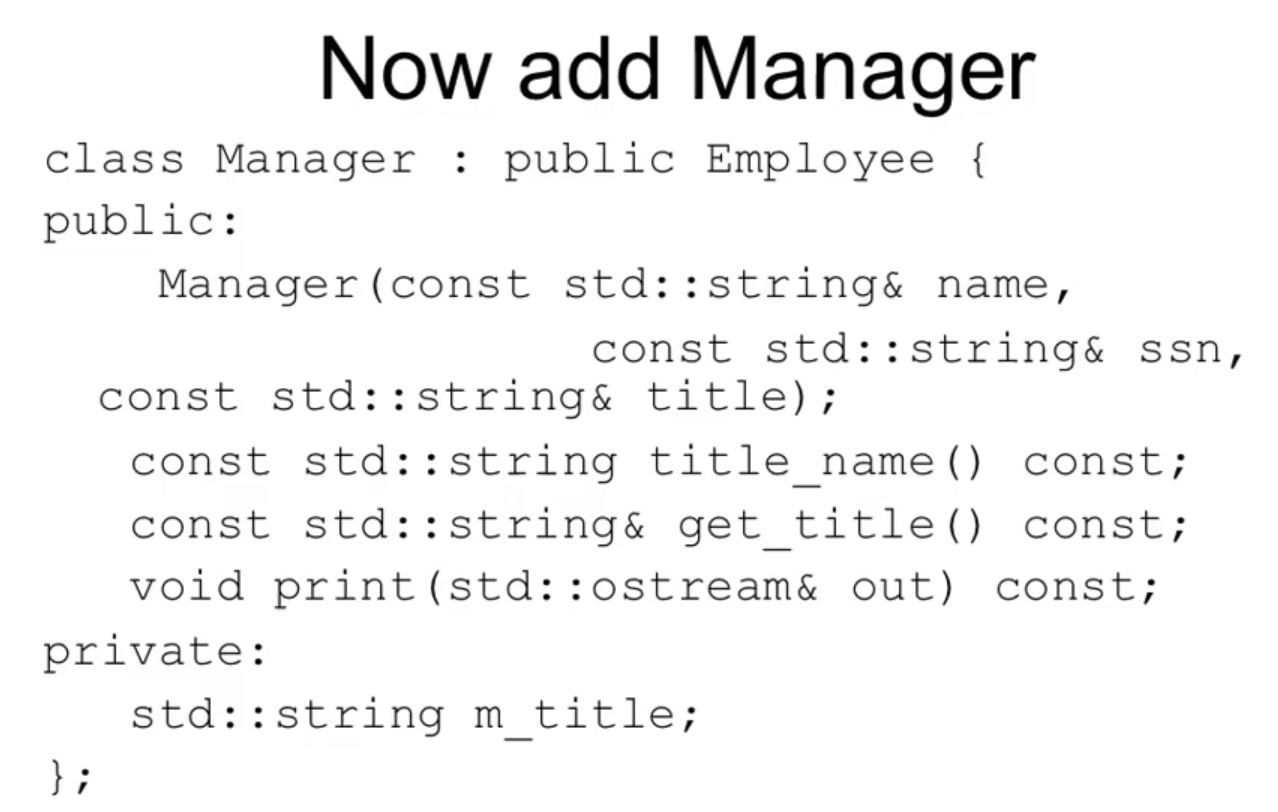 Now add Manager
class Manager : public Employee {
public:
Manager(const std::string& name,
const std::string& ssn,
const std::string& title);
const std::string title_name() const;
const std::string& get_title() const;
void print(std::ostream& out) const;
private:
std::string m_title;
};